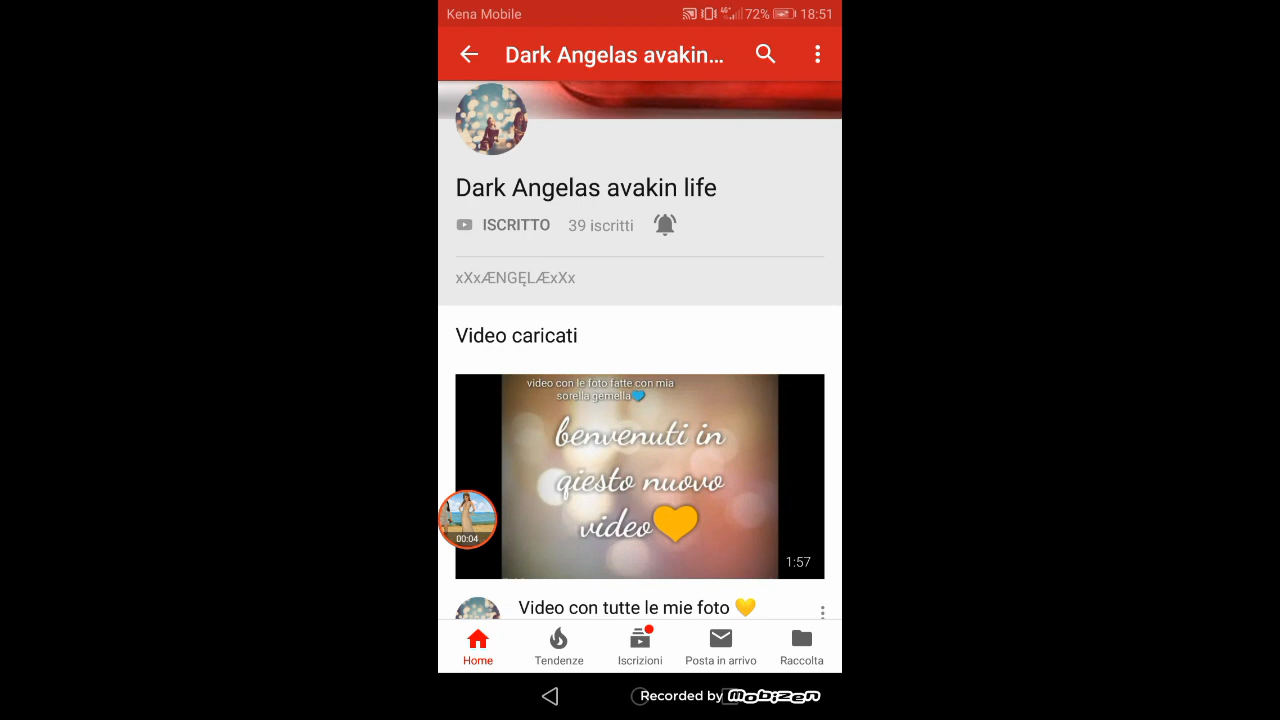 Kena Mobile 72% 18:51
Dark Angelas avakin...
Dark Angelas avakin life
ISCRITTO 39 iscritti
xXxÆNGĘLÆxXx
Video caricati
video con le foto fatte con mia
sorella gemella💙
benvenuti in
qiesto nuovo
video💛
00:04
1:57
Video con tutte le mie foto 💛
Home Tendenze Iscrizioni Posta in arrivo Raccolta
Recorded by Mobizen